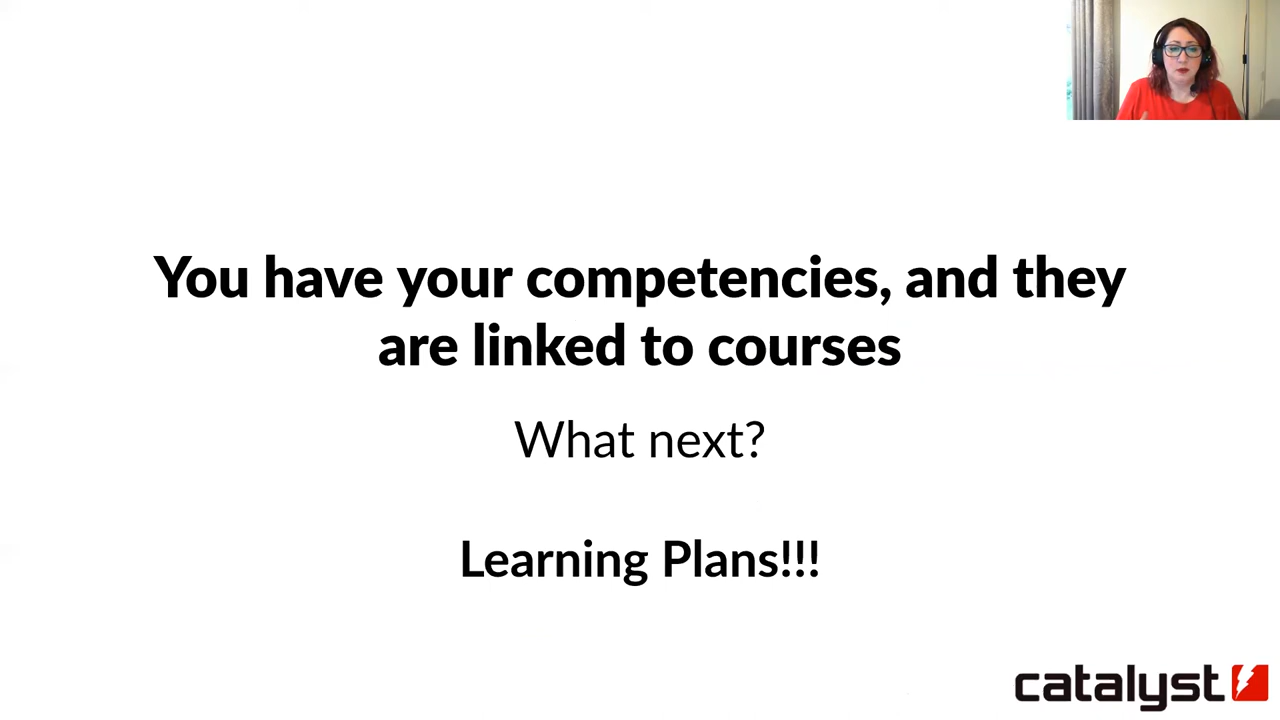 You have your competencies, and they
are linked to courses
What next?
Learning Plans!!!
catalyst